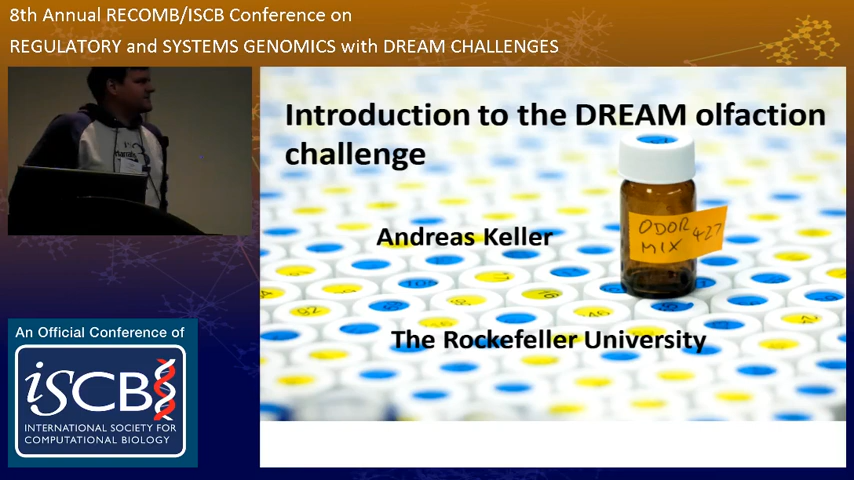 8th Annual RECOMB/ISCB Conference on
REGULATORY and SYSTEMS GENOMICS with DREAM CHALLENGES
Introduction to the DREAM olfaction
challenge
Andreas Keller
ODOR
MIX 427
The Rockefeller University
An Official Conference of
iSCB
INTERNATIONAL SOCIETY FOR
COMPUTATIONAL BIOLOGY